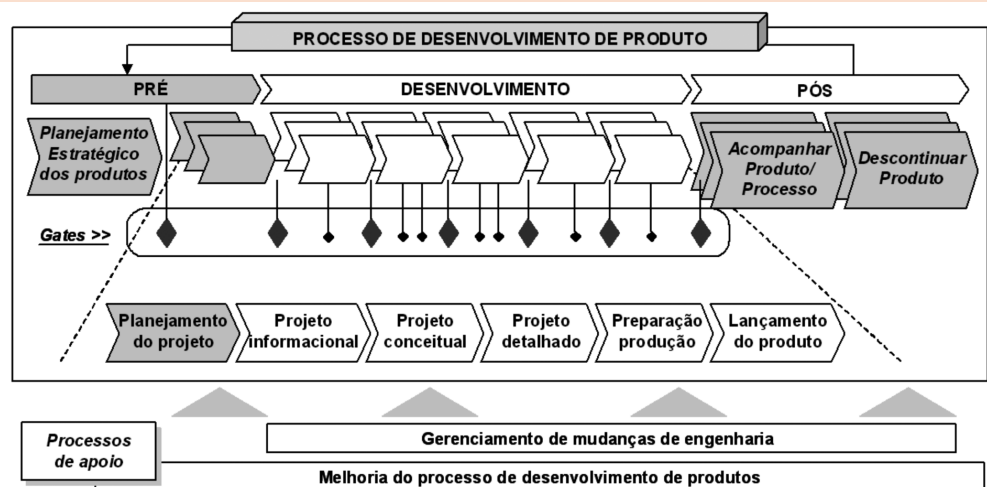 PROCESSO DE DESENVOLVIMENTO DE PRODUTO
PRÉ
DESENVOLVIMENTO
PÓS
Planejamento
Estratégico
dos produtos
Acompanhar
Produto/
Processo
Descontinuar
Produto
Gates >>
Planejamento
do projeto
Projeto
informacional
Projeto
conceitual
Projeto
detalhado
Preparação
produção
Lançamento
do produto
Processos
de apoio
Gerenciamento de mudanças de engenharia
Melhoria do processo de desenvolvimento de produtos